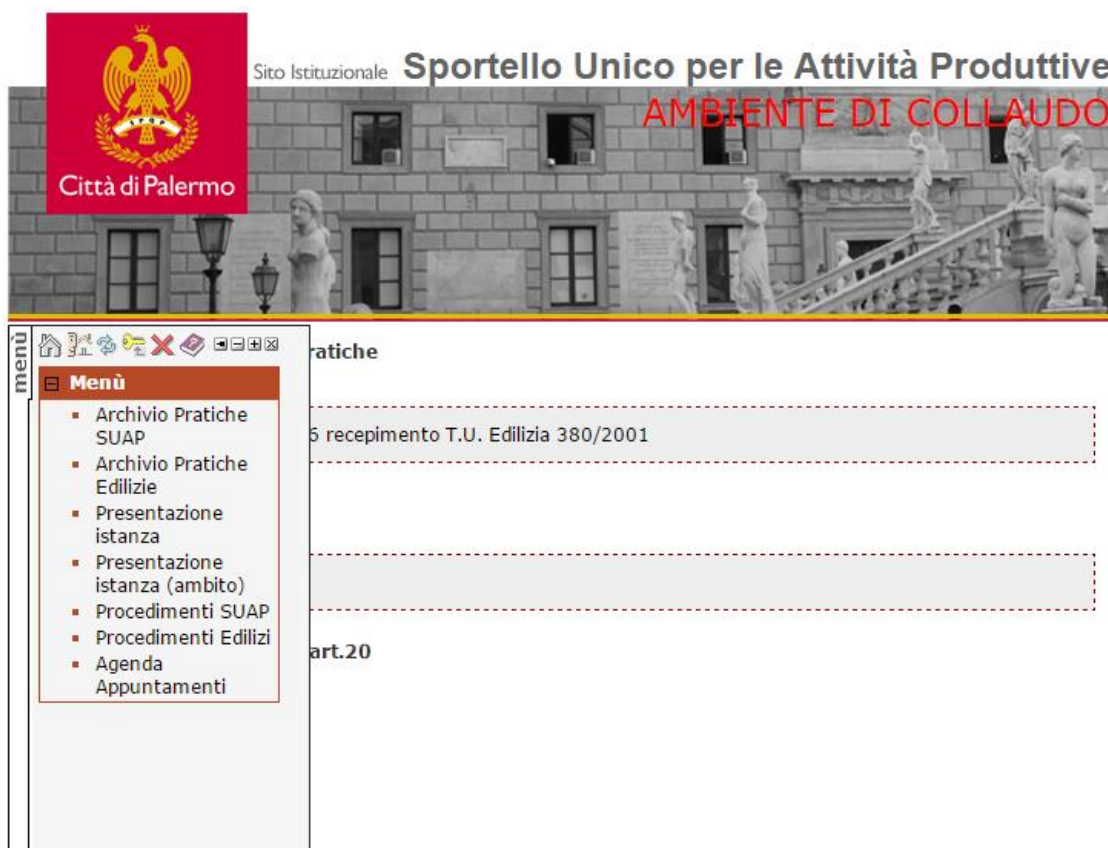 Sito Istituzionale Sportello Unico per le Attività Produttive
AMBIENTE DI COLLAUDO
S P Q P
Città di Palermo
menù
ratiche
Menù
Archivio Pratiche
SUAP
Archivio Pratiche
Edilizie
Presentazione
istanza
Presentazione
istanza (ambito)
Procedimenti SUAP
Procedimenti Edilizi
Agenda
Appuntamenti
6 recepimento T.U. Edilizia 380/2001
art.20